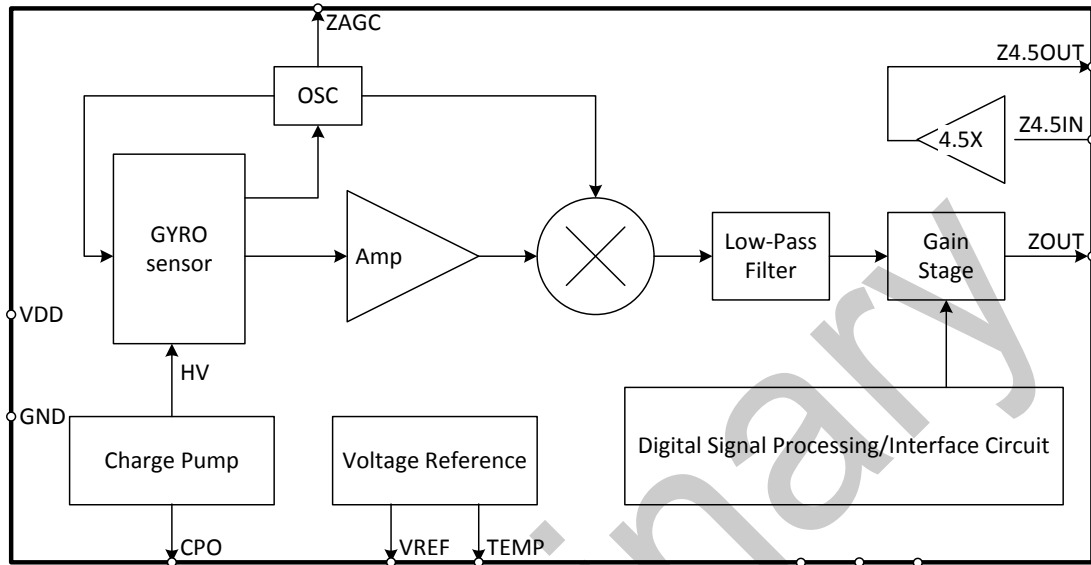 ZAGC
OSC
Z4.5OUT
4.5X
Z4.5IN
GYRO
sensor
Amp
Low-Pass
Filter
Gain
Stage
ZOUT
VDD
HV
GND
Charge Pump
Voltage Reference
Digital Signal Processing/Interface Circuit
CPO
VREF
TEMP
inary